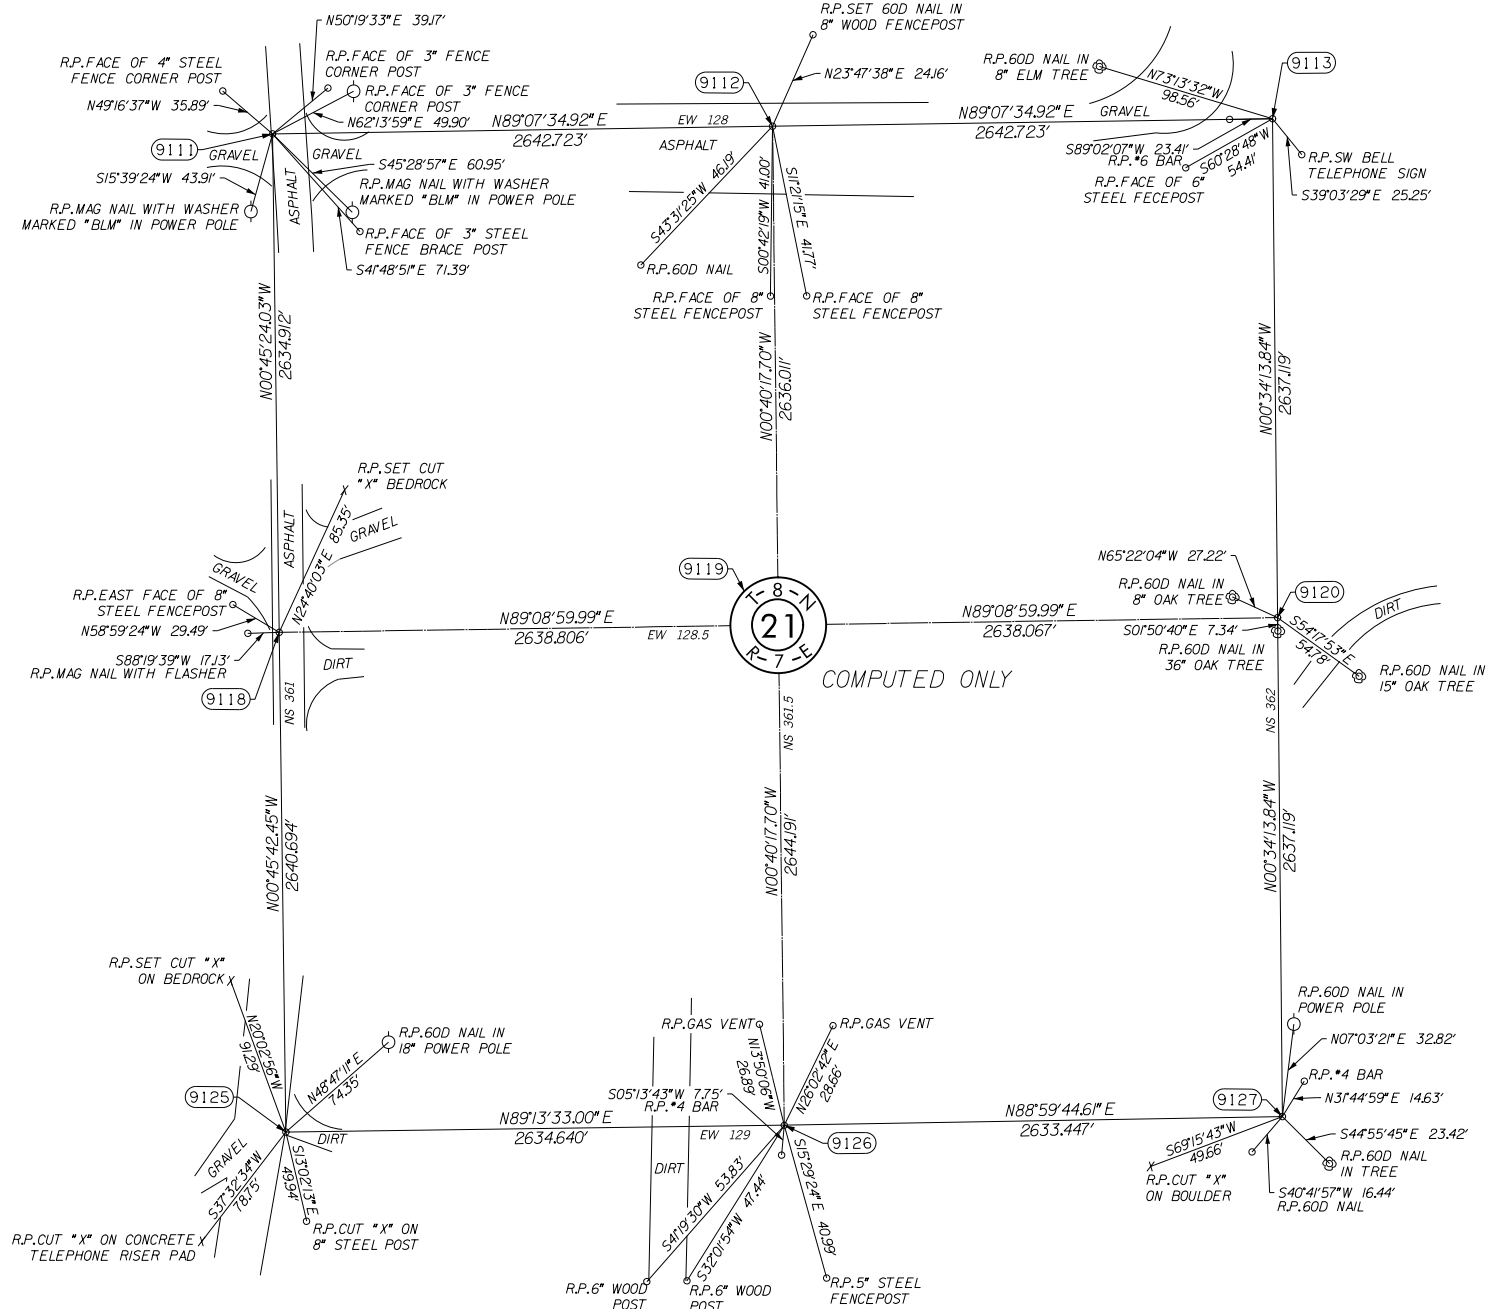 R.P. SET 60D NAIL IN
8" WOOD FENCEPOST
N50°19'33"E 39.17'
R.P. FACE OF 4" STEEL
FENCE CORNER POST
R.P. FACE OF 3" FENCE
CORNER POST
R.P. FACE OF 3" FENCE
CORNER POST
N49°16'37"W 35.89'
N62°13'59"E 49.90'
N23°47'38"E 24.16'
9112
R.P. 60D NAIL IN
8" ELM TREE
N73°13'32"W
98.56'
9113
9111
GRAVEL
GRAVEL
N89°07'34.92"E
2642.723'
EW 128
ASPHALT
N89°07'34.92"E
2642.723'
GRAVEL
S45°28'57"E 60.95'
S15°39'24"W 43.91'
ASPHALT
R.P. MAG NAIL WITH WASHER
MARKED "BLM" IN POWER POLE
R.P. MAG NAIL WITH WASHER
MARKED "BLM" IN POWER POLE
R.P. FACE OF 3" STEEL
FENCE BRACE POST
S41°48'51"E 71.39'
S43°31'25"W 46.19'
S00°42'19"W 41.00'
S17°21'15"E 41.77'
R.P. 60D NAIL
R.P. FACE OF 8"
STEEL FENCEPOST
R.P. FACE OF 8"
STEEL FENCEPOST
S89°02'07"W 23.41'
R.P. #6 BAR
S60°28'48"W
54.41'
R.P. FACE OF 6"
STEEL FECEPOST
R.P. SW BELL
TELEPHONE SIGN
S39°03'29"E 25.25'
N00°45'24.03"W
2634.912'
N00°40'17.70"W
2636.011'
N00°34'13.84"W
2637.119'
R.P. SET CUT
"X" BEDROCK
X
ASPHALT
N24°40'03"E 85.35'
GRAVEL
GRAVEL
R.P. EAST FACE OF 8"
STEEL FENCEPOST
N58°59'24"W 29.49'
S88°19'39"W 17.13'
R.P. MAG NAIL WITH FLASHER
9118
DIRT
NS 361
N89°08'59.99"E
2638.806'
EW 128.5
9119
T-8-N
21
R-7-E
COMPUTED ONLY
N89°08'59.99"E
2638.067'
N65°22'04"W 27.22'
R.P. 60D NAIL IN
8" OAK TREE
9120
S01°50'40"E 7.34'
R.P. 60D NAIL IN
36" OAK TREE
S54°17'53"E
54.78'
DIRT
R.P. 60D NAIL IN
15" OAK TREE
NS 361.5
NS 362
N00°45'42.45"W
2640.694'
N00°40'17.70"W
2644.191'
N00°34'13.84"W
2637.119'
R.P. SET CUT "X"
ON BEDROCK
X
N20°02'56"W
91.29'
R.P. 60D NAIL IN
18" POWER POLE
N48°47'11"E
74.35'
9125
DIRT
GRAVEL
S37°32'34"W
78.75'
S13°02'13"E
49.94'
R.P. CUT "X" ON CONCRETE
TELEPHONE RISER PAD
X
R.P. CUT "X" ON
8" STEEL POST
N89°13'33.00"E
2634.640'
EW 129
DIRT
R.P. GAS VENT
R.P. GAS VENT
N13°50'06"W
26.89'
N26°02'42"E
28.66'
S05°13'43"W 7.75'
R.P. #4 BAR
9126
S41°19'30"W 53.83'
S32°01'54"W 47.44'
S15°29'24"E 40.99'
R.P. 6" WOOD
POST
R.P. 6" WOOD
POST
R.P. 5" STEEL
FENCEPOST
N88°59'44.61"E
2633.447'
R.P. 60D NAIL IN
POWER POLE
N07°03'21"E 32.82'
R.P. #4 BAR
9127
N31°44'59"E 14.63'
S69°15'43"W
49.66'
X
R.P. CUT "X"
ON BOULDER
S44°55'45"E 23.42'
R.P. 60D NAIL
IN TREE
S40°41'57"W 16.44'
R.P. 60D NAIL